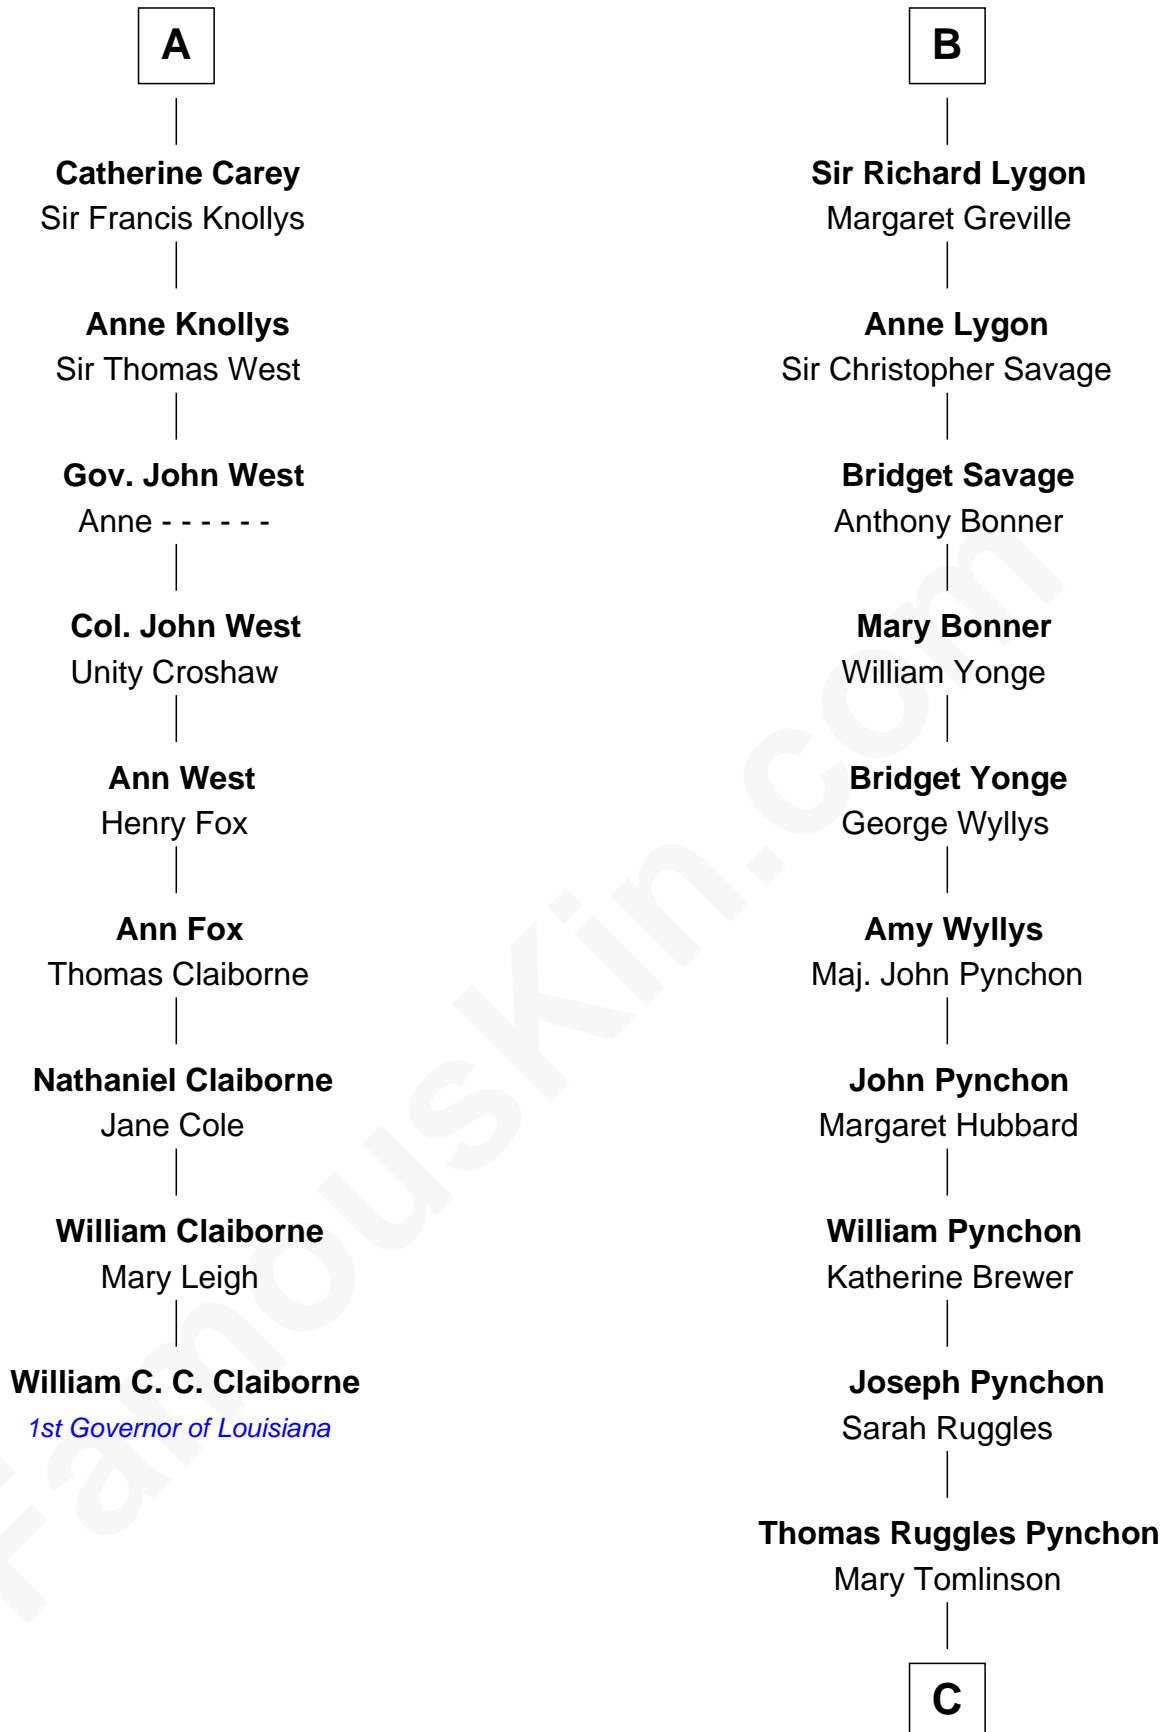 A
Catherine Carey
Sir Francis Knollys
Anne Knollys
Sir Thomas West
Gov. John West
Anne - - - - - -
Col. John West
Unity Croshaw
Ann West
Henry Fox
Ann Fox
Thomas Claiborne
Nathaniel Claiborne
Jane Cole
William Claiborne
Mary Leigh
William C. C. Claiborne
1st Governor of Louisiana
B
Sir Richard Lygon
Margaret Greville
Anne Lygon
Sir Christopher Savage
Bridget Savage
Anthony Bonner
Mary Bonner
William Yonge
Bridget Yonge
George Wyllys
Amy Wyllys
Maj. John Pynchon
John Pynchon
Margaret Hubbard
William Pynchon
Katherine Brewer
Joseph Pynchon
Sarah Ruggles
Thomas Ruggles Pynchon
Mary Tomlinson
C
FamousKin.com